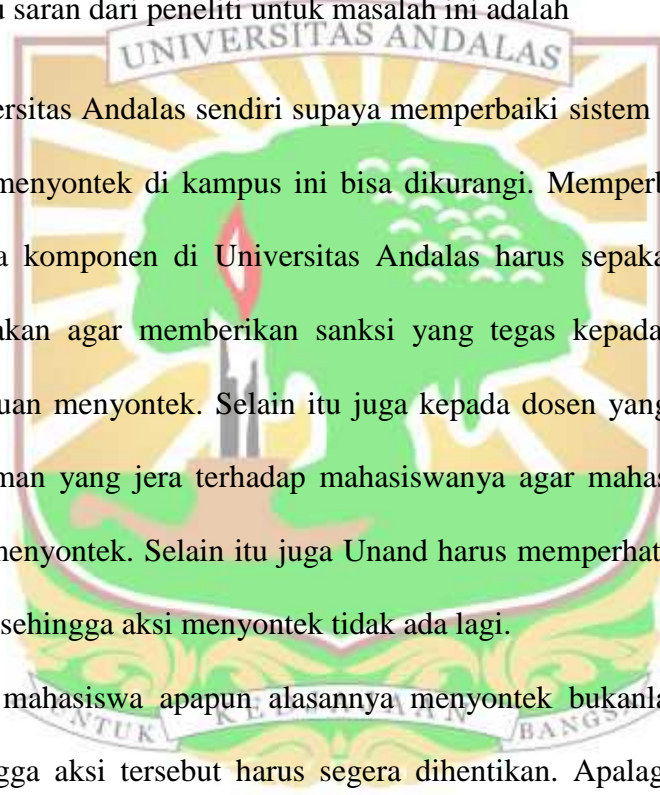 saran dari peneliti untuk masalah ini adalah
UNIVERSITAS ANDALAS
ersitas Andalas sendiri supaya memperbaiki sistem
menyontek di kampus ini bisa dikurangi. Memperb
a komponen di Universitas Andalas harus sepaka
akan agar memberikan sanksi yang tegas kepada
uan menyontek. Selain itu juga kepada dosen yang
man yang jera terhadap mahasiswanya agar mahas
menyontek. Selain itu juga Unand harus memperhat
sehingga aksi menyontek tidak ada lagi.
mahasiswa apapun alasannya menyontek bukanla
UNTUK KEDJAJAAN BANGSA
gga aksi tersebut harus segera dihentikan. Apalag